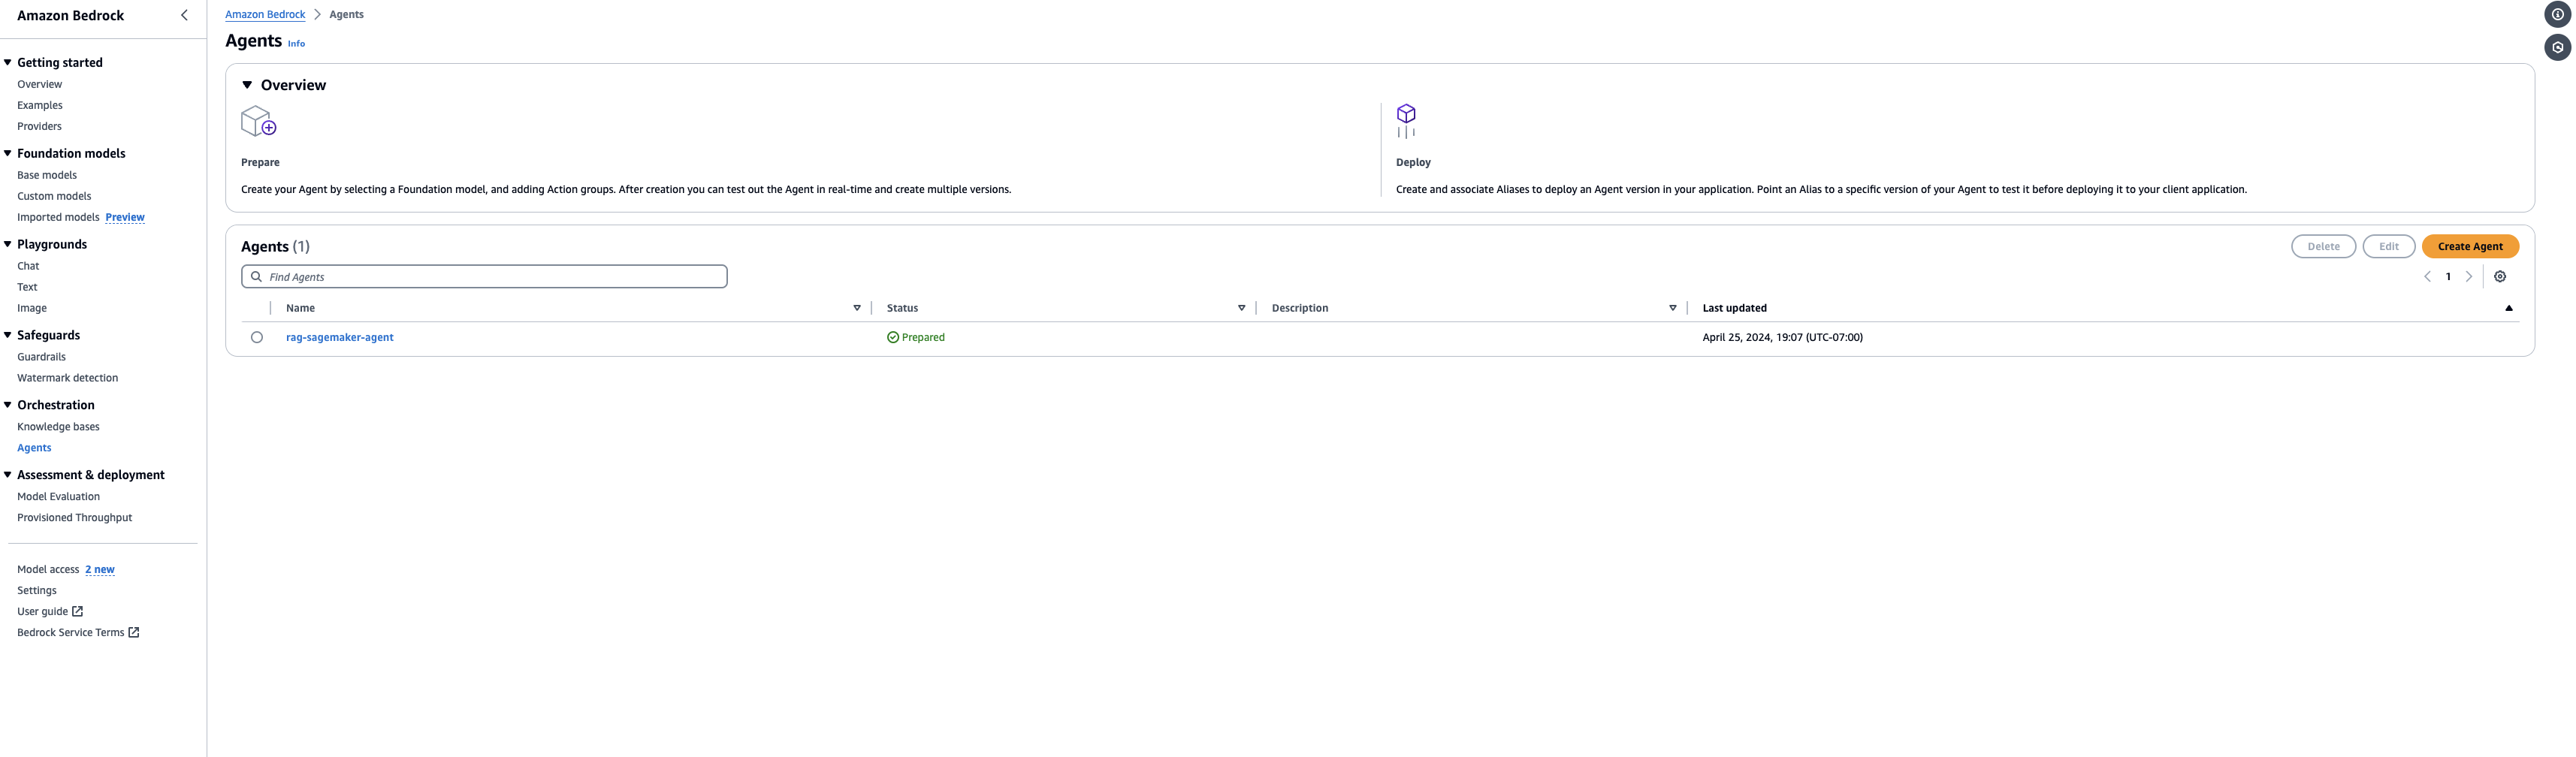 Amazon Bedrock
Getting started
Overview
Examples
Providers
Foundation models
Base models
Custom models
Imported models Preview
Playgrounds
Chat
Text
Image
Safeguards
Guardrails
Watermark detection
Orchestration
Knowledge bases
Agents
Assessment & deployment
Model Evaluation
Provisioned Throughput
Model access 2 new
Settings
User guide
Bedrock Service Terms
Amazon Bedrock > Agents
Agents Info
Overview
Prepare
Create your Agent by selecting a Foundation model, and adding Action groups. After creation you can test out the Agent in real-time and create multiple versions.
Deploy
Create and associate Aliases to deploy an Agent version in your application. Point an Alias to a specific version of your Agent to test it before deploying it to your client application.
Agents (1)
Delete Edit Create Agent
Find Agents
1
Name Status Description Last updated
rag-sagemaker-agent Prepared April 25, 2024, 19:07 (UTC-07:00)